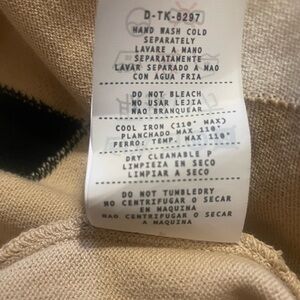 D-TK-6297
HAND WASH COLD
SEPARATELY
LAVARE A MANO
SEPARATAMENTE
LAVAR SEPARADO A MAO
CON AGUA FRIA
DO NOT BLEACH
NO USAR LEJIA
NAO BRANQUEAR
COOL IRON (110° MAX)
PLANCHADO MAX 110°
FERRO: TEMP. MAX 110°
DRY CLEANABLE P
LIMPIEZA EN SECO
LIMPIAR A SECO
DO NOT TUMBLEDRY
NO CENTRIFUGAR O SECAR
EN MAQUINA
NAO CENTRIFUGAR O SECAR
A MAQUINA